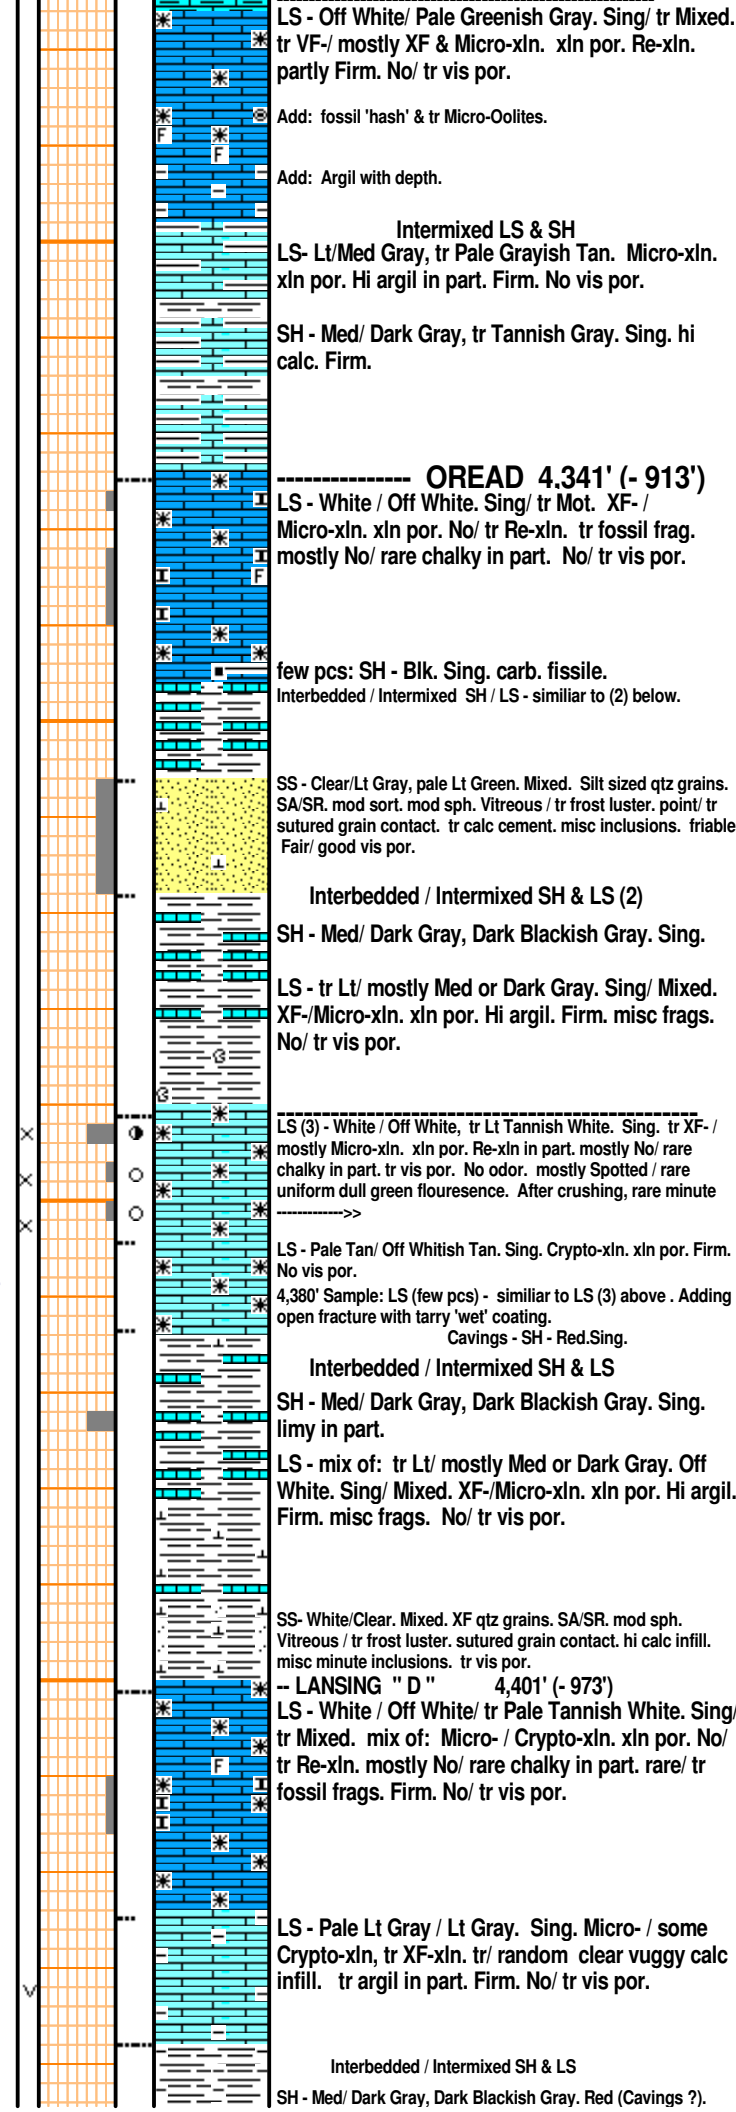 LS - Off White/ Pale Greenish Gray. Sing/ tr Mixed.
tr VF-/ mostly XF & Micro-xln.  xln por. Re-xln.
partly Firm. No/ tr vis por.
Add:  fossil 'hash' & tr Micro-Oolites.
F
F
Add:  Argil with depth.
Intermixed LS & SH
LS- Lt/Med Gray, tr Pale Grayish Tan.  Micro-xln.
xln por. Hi argil in part. Firm. No vis por.
SH - Med/ Dark Gray, tr Tannish Gray. Sing. hi
calc. Firm.
--------------- OREAD  4,341' (- 913')
LS - White / Off White. Sing/ tr Mot.  XF- /
Micro-xln. xln por. No/ tr Re-xln.  tr fossil frag.
mostly No/ rare chalky in part.  No/ tr vis por.
F
few pcs: SH - Blk. Sing. carb. fissile.
Interbedded / Intermixed  SH / LS - similiar to (2) below.
SS - Clear/Lt Gray, pale Lt Green. Mixed.  Silt sized qtz grains.
SA/SR. mod sort. mod sph. Vitreous / tr frost luster. point/ tr
sutured grain contact.  tr calc cement. misc inclusions.  friable
Fair/ good vis por.
Interbedded / Intermixed SH & LS (2)
SH - Med/ Dark Gray, Dark Blackish Gray. Sing.
LS - tr Lt/ mostly Med or Dark Gray. Sing/ Mixed.
XF-/Micro-xln. xln por. Hi argil. Firm. misc frags.
No/ tr vis por.
-----------------------------------------------
LS (3) - White / Off White,  tr Lt Tannish White.  Sing.  tr XF- /
mostly Micro-xln.  xln por. Re-xln in part. mostly No/ rare
chalky in part. tr vis por.  No odor.  mostly Spotted / rare
uniform dull green flouresence.  After crushing, rare minute
------------->>
LS - Pale Tan/ Off Whitish Tan. Sing. Crypto-xln. xln por. Firm.
No vis por.
4,380' Sample: LS (few pcs) -  similiar to LS (3) above . Adding
open fracture with tarry 'wet' coating.
Cavings - SH - Red.Sing.
Interbedded / Intermixed SH & LS
SH - Med/ Dark Gray, Dark Blackish Gray. Sing.
limy in part.
LS - mix of:  tr Lt/ mostly Med or Dark Gray. Off
White. Sing/ Mixed. XF-/Micro-xln. xln por. Hi argil.
Firm. misc frags.  No/ tr vis por.
SS- White/Clear. Mixed. XF qtz grains. SA/SR. mod sph.
Vitreous / tr frost luster. sutured grain contact. hi calc infill.
misc minute inclusions.  tr vis por.
-- LANSING  " D "        4,401' (- 973')
LS - White / Off White/ tr Pale Tannish White. Sing/
tr Mixed.  mix of:  Micro- / Crypto-xln. xln por. No/
tr Re-xln. mostly No/ rare chalky in part. rare/ tr
fossil frags. Firm. No/ tr vis por.
F
LS - Pale Lt Gray / Lt Gray.  Sing. Micro- / some
Crypto-xln, tr XF-xln. tr/ random  clear vuggy calc
infill.   tr argil in part. Firm. No/ tr vis por.
Interbedded / Intermixed SH & LS
SH - Med/ Dark Gray, Dark Blackish Gray. Red (Cavings ?).